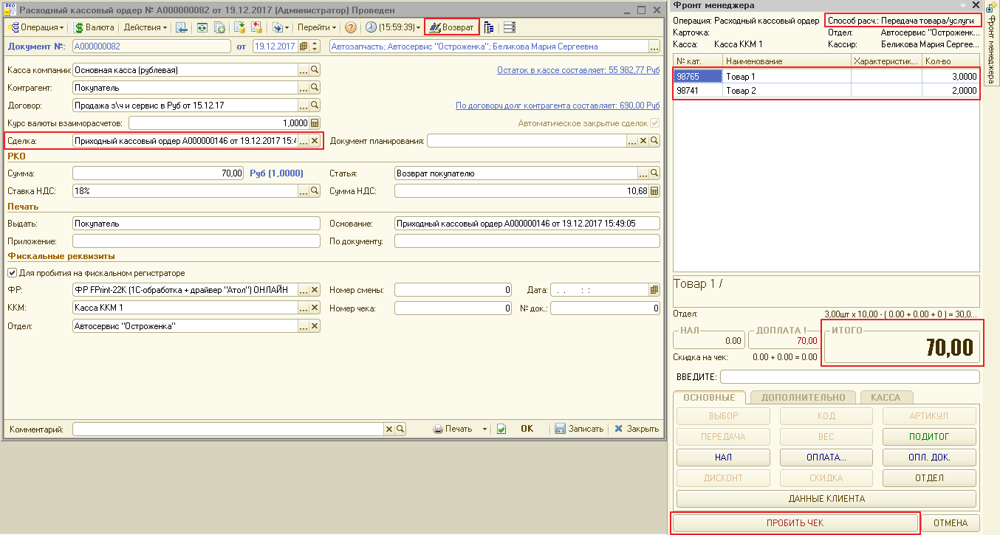 Расходный кассовый ордер № А000000082 от 19.12.2017 (Администратор) Проведен
Операция Валюта Действия Перейти (15:59:39) Возврат
Документ №: А000000082 от 19.12.2017 Автозапчасть; Автосервис "Остроженка"; Беликова Мария Сергеевна
Касса компании: Основная касса (рублевая) Остаток в кассе составляет: 55 982,77 Руб
Контрагент: Покупатель
Договор: Продажа з\ч и сервис в Руб от 15.12.17 По договору долг контрагента составляет: 690,00 Руб
Курс валюты взаиморасчетов: 1,0000 Автоматическое закрытие сделок
Сделка: Приходный кассовый ордер А000000146 от 19.12.2017 15:4 Документ планирования:
РКО
Сумма: 70,00 Руб (1,0000) Статья: Возврат покупателю
Ставка НДС: 18% Сумма НДС: 10,68
Печать
Выдать: Покупатель Основание: Приходный кассовый ордер А000000146 от 19.12.2017 15:49:05
Приложение: По документу:
Фискальные реквизиты
Для пробития на фискальном регистраторе
ФР: ФР FPrint-22К (1С-обработка + драйвер "Атол") ОНЛАЙН Номер смены: 0 Дата: . . : :
ККМ: Касса ККМ 1 Номер чека: 0 № док.: 0
Отдел: Автосервис "Остроженка"
Комментарий: Печать OK Записать Закрыть
Фронт менеджера
Операция: Расходный кассовый ордер Способ расч.: Передача товара/услуги
Карточка: Отдел: Автосервис "Остроженк...
Касса: Касса ККМ 1 Кассир: Беликова Мария Сергее...
№ кат. Наименование Характеристик... Кол-во
98765 Товар 1 3,0000
98741 Товар 2 2,0000
Товар 1 /
Отдел: 3,00шт x 10,00 - ( 0.00 + 0.00 + 0 ) = 30,0...
НАЛ ДОПЛАТА ! ИТОГО
0.00 70,00 70,00
Скидка на чек: 0.00 + 0.00 = 0.00
ВВЕДИТЕ:
ОСНОВНЫЕ ДОПОЛНИТЕЛЬНО КАССА
ВЫБОР КОД АРТИКУЛ
ПЕРЕДАЧА ВЕС ПОДИТОГ
НАЛ ОПЛАТА... ОПЛ. ДОК.
ДИСКОНТ СКИДКА ОТДЕЛ
ДАННЫЕ КЛИЕНТА
ПРОБИТЬ ЧЕК ОТМЕНА
Фронт менеджера